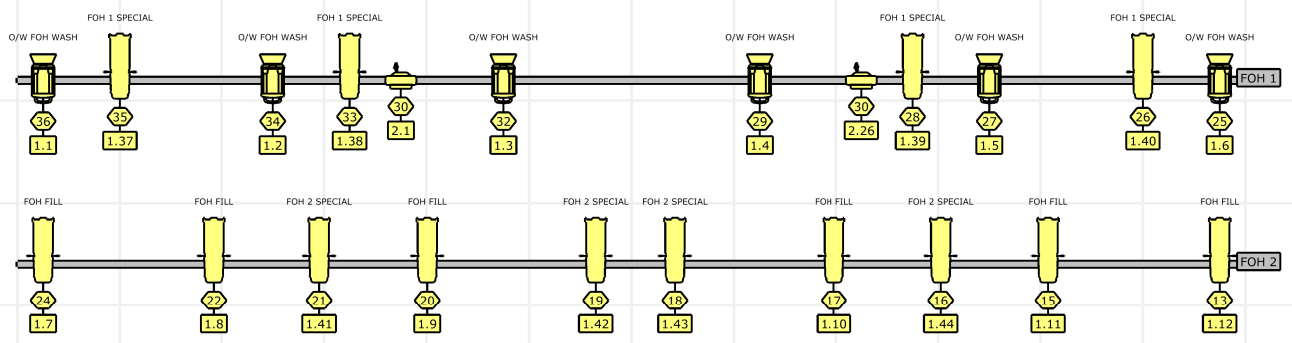 FOH 1 SPECIAL FOH 1 SPECIAL FOH 1 SPECIAL FOH 1 SPECIAL
O/W FOH WASH O/W FOH WASH O/W FOH WASH O/W FOH WASH O/W FOH WASH O/W FOH WASH
FOH 1
36 35 34 33 30 32 29 30 28 27 26 25
1.1 1.37 1.2 1.38 2.1 1.3 1.4 2.26 1.39 1.5 1.40 1.6
FOH FILL FOH FILL FOH 2 SPECIAL FOH FILL FOH 2 SPECIAL FOH 2 SPECIAL FOH FILL FOH 2 SPECIAL FOH FILL FOH FILL
FOH 2
24 22 21 20 19 18 17 16 15 13
1.7 1.8 1.41 1.9 1.42 1.43 1.10 1.44 1.11 1.12